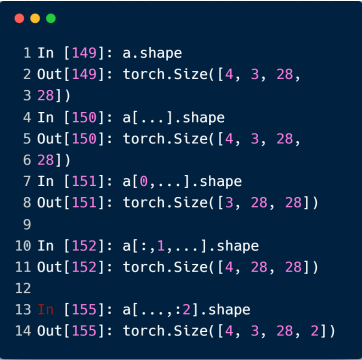 1 In [149]: a.shape
2 Out[149]: torch.Size([4, 3, 28,
3 28])
4 In [150]: a[...].shape
5 Out[150]: torch.Size([4, 3, 28,
6 28])
7 In [151]: a[0,...].shape
8 Out[151]: torch.Size([3, 28, 28])
9
10 In [152]: a[:,1,...].shape
11 Out[152]: torch.Size([4, 28, 28])
12
13 In [155]: a[...,:2].shape
14 Out[155]: torch.Size([4, 3, 28, 2])